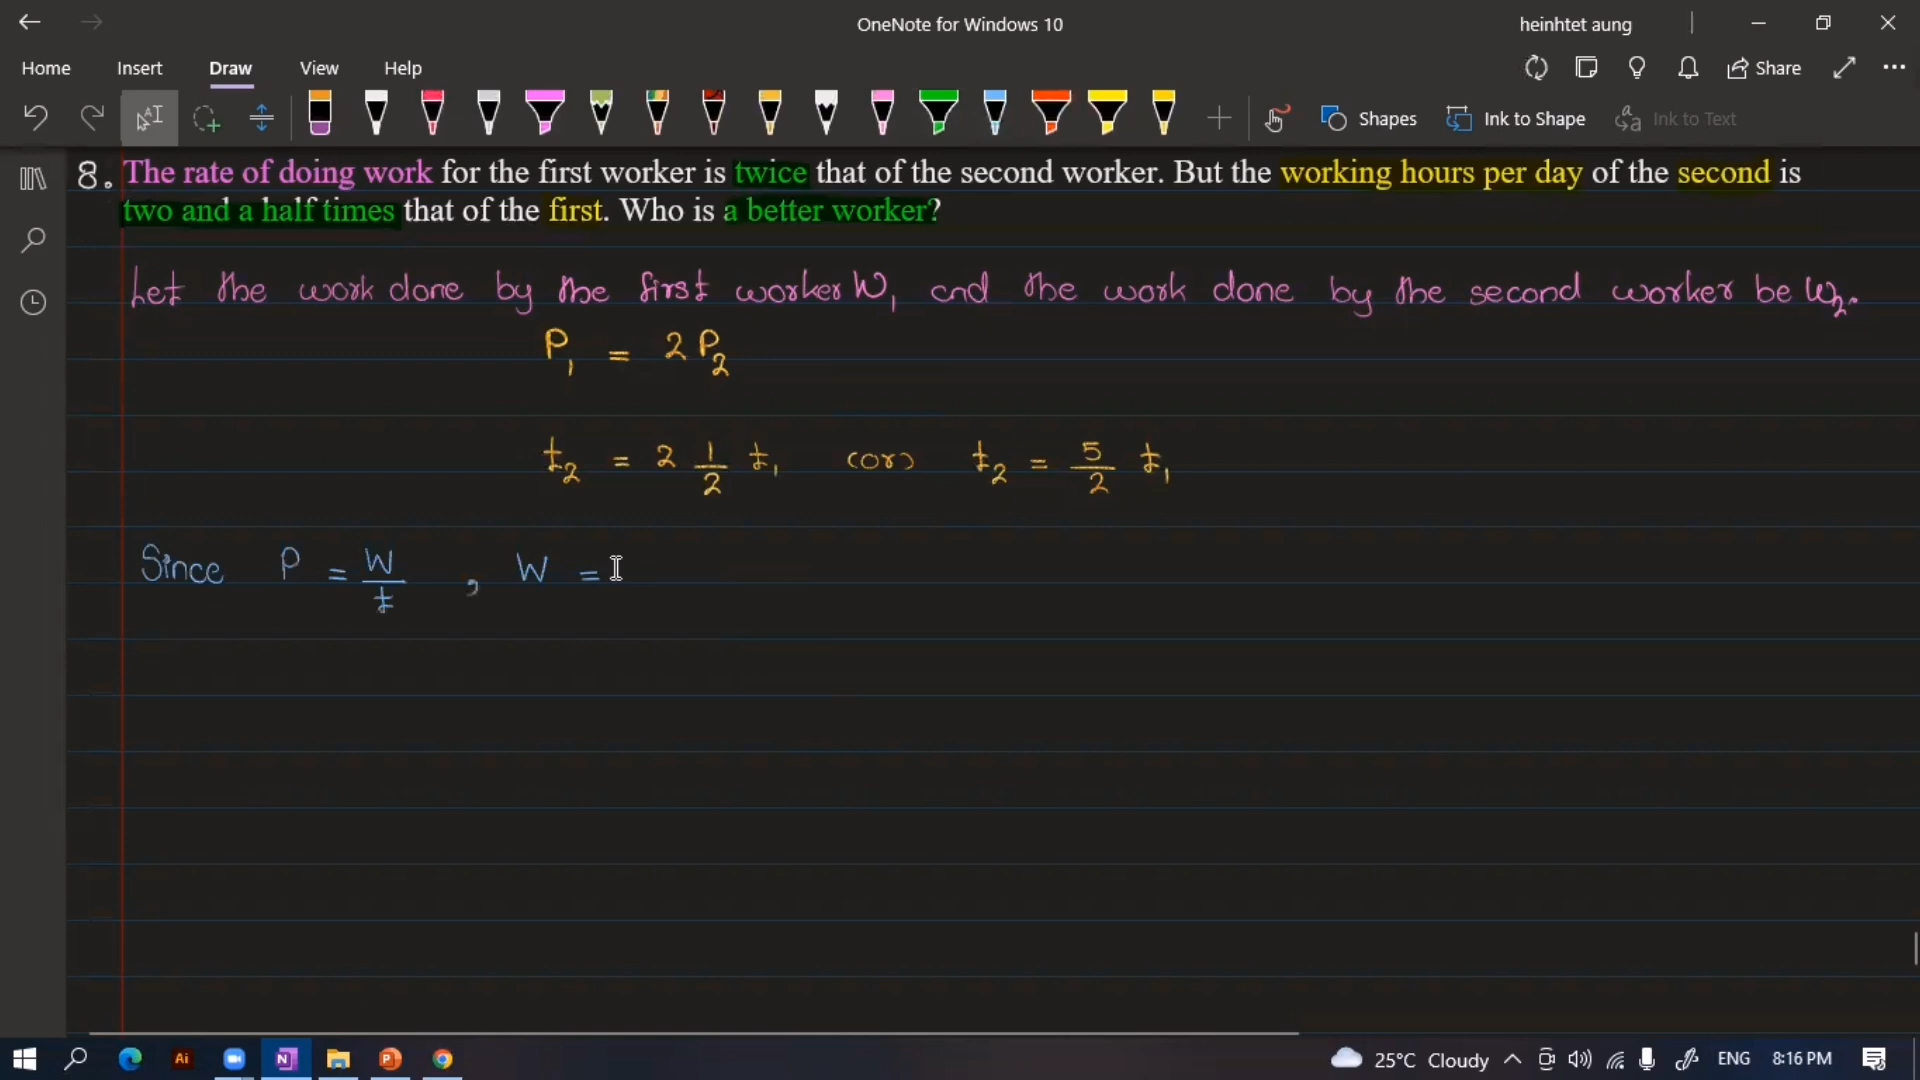 OneNote for Windows 10
heinhtet aung
Home Insert Draw View Help
Share
Shapes Ink to Shape Ink to Text
8. The rate of doing work for the first worker is twice that of the second worker. But the working hours per day of the second is
two and a half times that of the first. Who is a better worker?
Let the work done by the first worker W₁ and the work done by the second worker be W₂.
P₁ = 2 P₂
t₂ = 2 1/2 t₁ (or) t₂ = 5/2 t₁
Since P = W/t , W =
25°C Cloudy ENG 8:16 PM